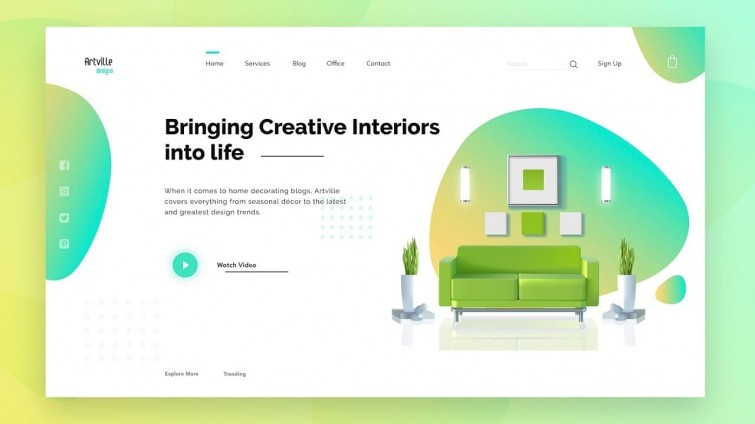 Artville
designs
Home
Services
Blog
Office
Contact
Search
Sign Up
Bringing Creative Interiors
into life
When it comes to home decorating blogs, Artville
covers everything from seasonal décor to the latest
and greatest design trends.
Watch Video
Explore More
Trending